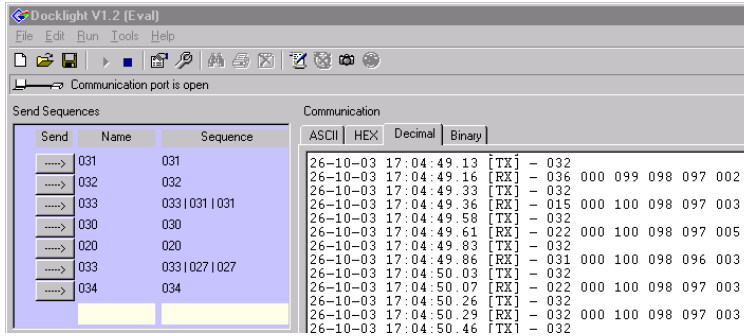 Docklight V1.2 (Eval)
File Edit Run Tools Help
Communication port is open
Send Sequences
Send Name Sequence
----> 031 031
----> 032 032
----> 033 033 | 031 | 031
----> 030 030
----> 020 020
----> 033 033 | 027 | 027
----> 034 034
Communication
ASCII HEX Decimal Binary
26-10-03 17:04:49.13 [TX] - 032
26-10-03 17:04:49.16 [RX] - 036 000 099 098 097 002
26-10-03 17:04:49.33 [TX] - 032
26-10-03 17:04:49.36 [RX] - 015 000 100 098 097 003
26-10-03 17:04:49.58 [TX] - 032
26-10-03 17:04:49.61 [RX] - 022 000 100 098 097 005
26-10-03 17:04:49.83 [TX] - 032
26-10-03 17:04:49.86 [RX] - 031 000 100 098 096 003
26-10-03 17:04:50.03 [TX] - 032
26-10-03 17:04:50.07 [RX] - 022 000 100 098 097 003
26-10-03 17:04:50.26 [TX] - 032
26-10-03 17:04:50.29 [RX] - 032 000 100 098 097 003
26-10-03 17:04:50.46 [TX] - 032